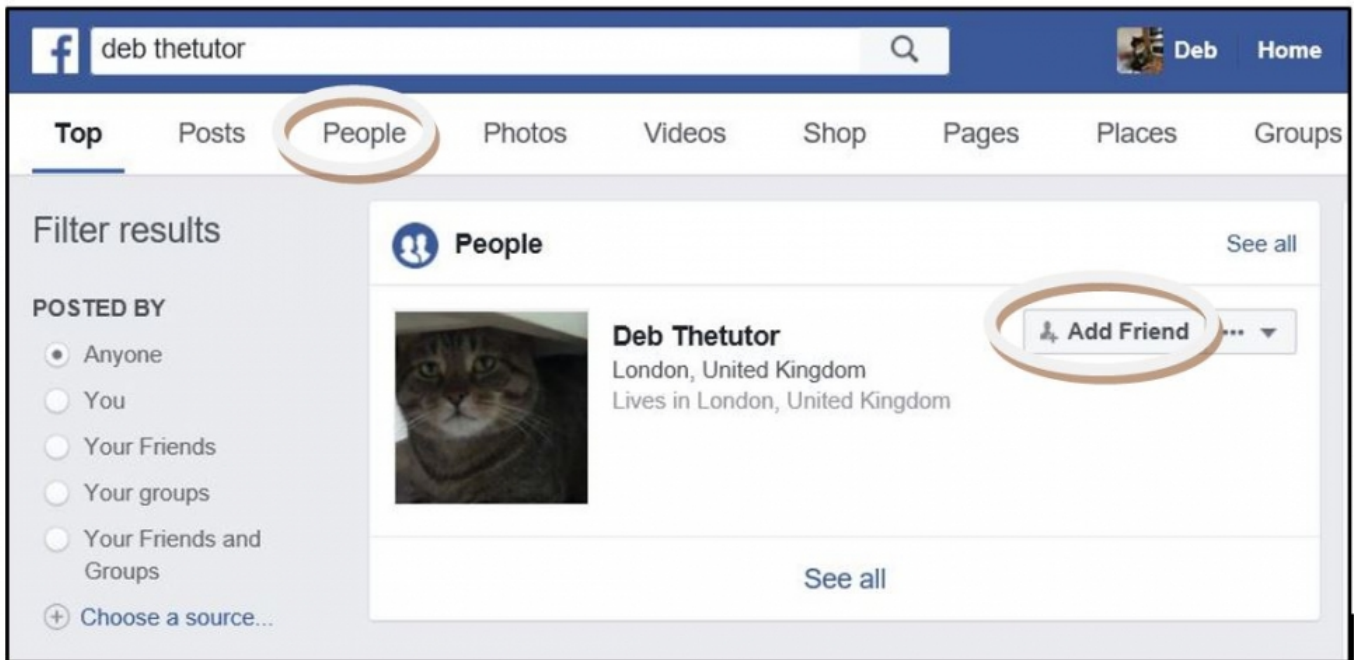 f deb thetutor Deb Home
Top Posts People Photos Videos Shop Pages Places Groups
Filter results
POSTED BY
Anyone
You
Your Friends
Your groups
Your Friends and
Groups
Choose a source...
People See all
Deb Thetutor Add Friend ...
London, United Kingdom
Lives in London, United Kingdom
See all